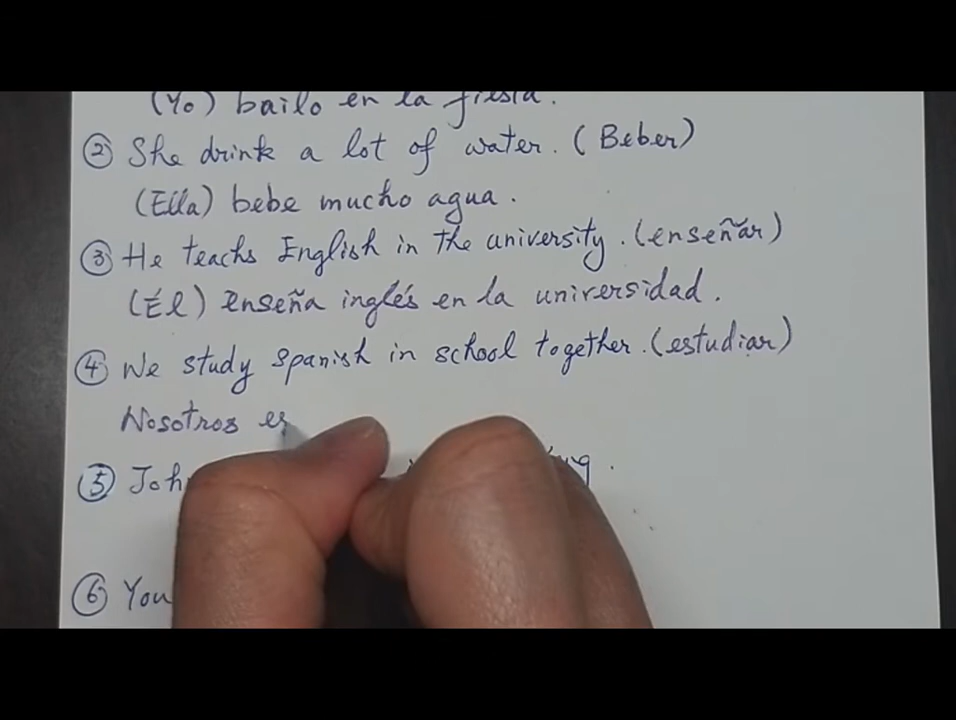 (Yo) bailo en la fiesta.
② She drink a lot of water. (Beber)
(Ella) bebe mucho agua.
③ He teachs English in the university. (enseñar)
(Él) enseña inglés en la universidad.
④ We study Spanish in school together. (estudiar)
Nosotros es
⑤ Joh
⑥ You